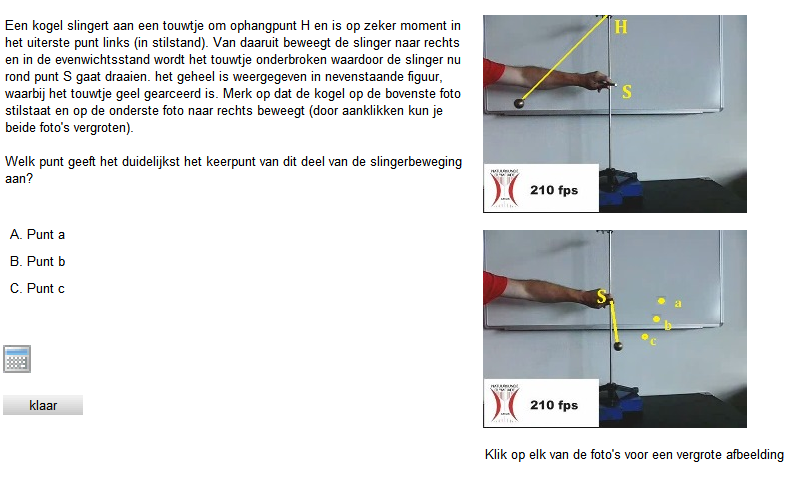 Een kogel slingert aan een touwtje om ophangpunt H en is op zeker moment in
het uiterste punt links (in stilstand). Van daaruit beweegt de slinger naar rechts
en in de evenwichtsstand wordt het touwtje onderbroken waardoor de slinger nu
rond punt S gaat draaien. het geheel is weergegeven in nevenstaande figuur,
waarbij het touwtje geel gearceerd is. Merk op dat de kogel op de bovenste foto
stilstaat en op de onderste foto naar rechts beweegt (door aanklikken kun je
beide foto's vergroten).
Welk punt geeft het duidelijkst het keerpunt van dit deel van de slingerbeweging
aan?
A. Punt a
B. Punt b
C. Punt c
klaar
H
S
210 fps
S
a
b
c
210 fps
Klik op elk van de foto's voor een vergrote afbeelding